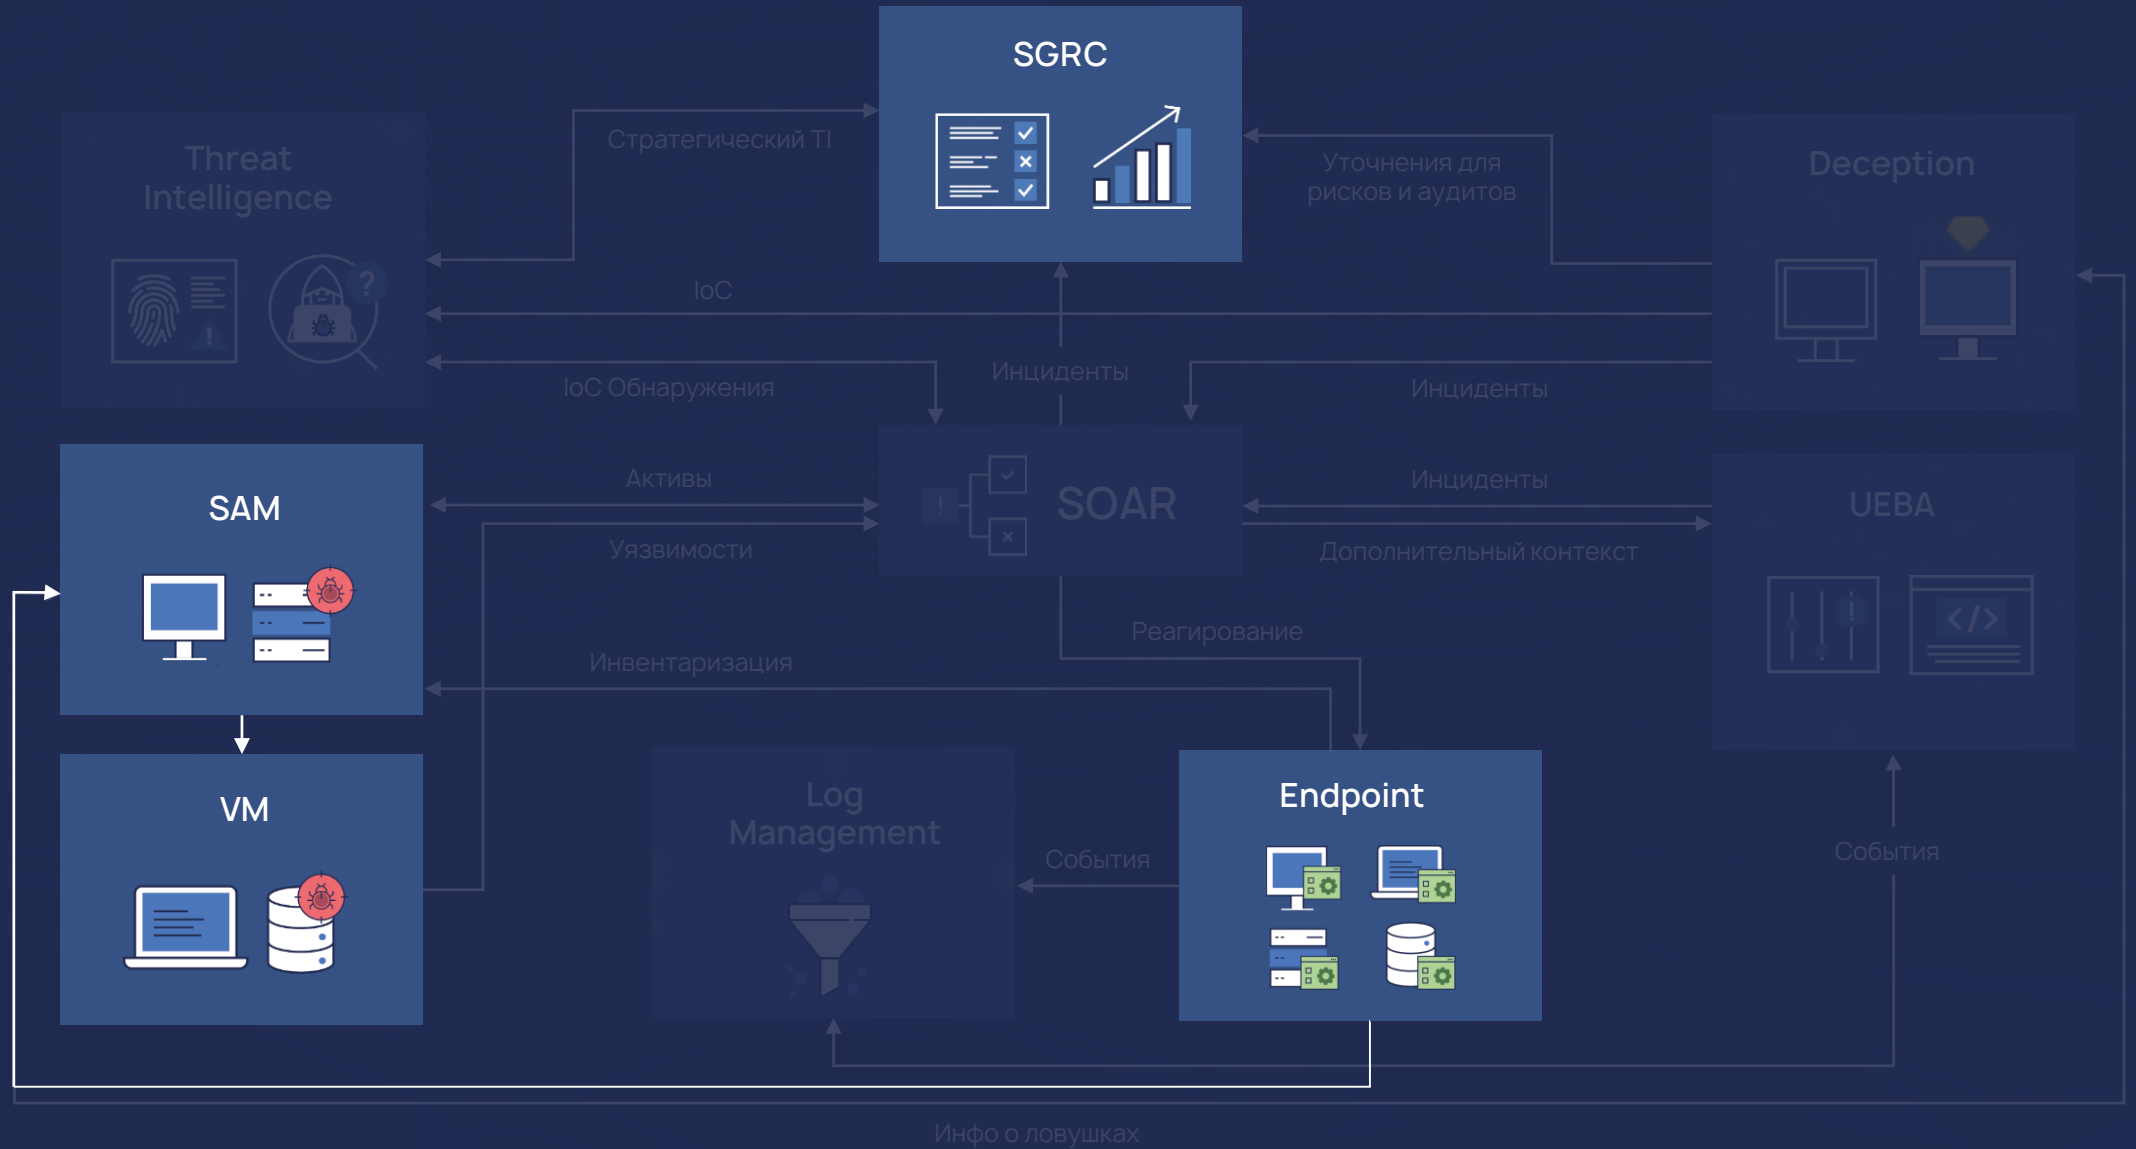 SGRC
Стратегический TI
Уточнения для
рисков и аудитов
Threat
Intelligence
?
!
Deception
IoC
Инциденты
IoC Обнаружения
Инциденты
SAM
Активы
Уязвимости
!
SOAR
Инциденты
Дополнительный контекст
UEBA
!
</>
Реагирование
Инвентаризация
VM
Log
Management
События
Endpoint
События
Инфо о ловушках